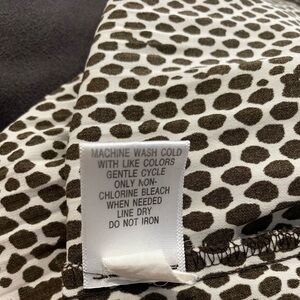 MACHINE WASH COLD
WITH LIKE COLORS
GENTLE CYCLE
ONLY NON-
CHLORINE BLEACH
WHEN NEEDED
LINE DRY
DO NOT IRON